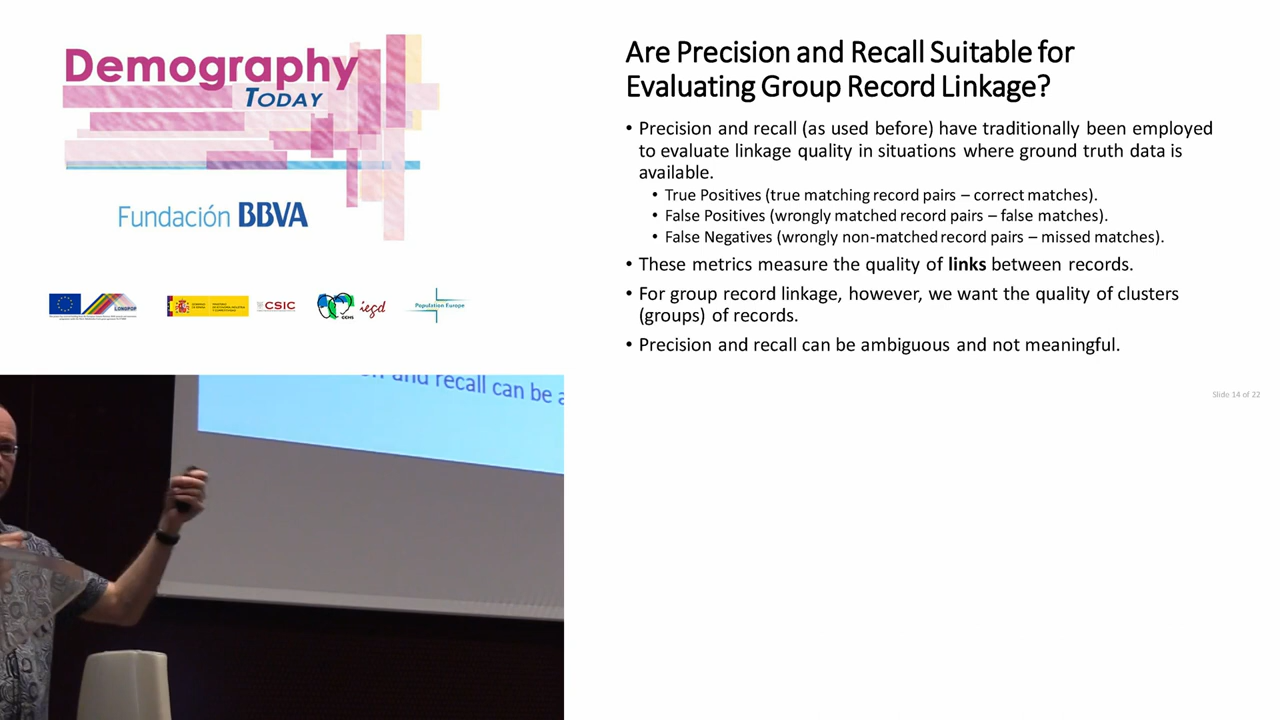 Demography
TODAY
Fundación BBVA
LONGPOP
CSIC
CCHS
iegd
Population Europe
Are Precision and Recall Suitable for
Evaluating Group Record Linkage?
• Precision and recall (as used before) have traditionally been employed
to evaluate linkage quality in situations where ground truth data is
available.
• True Positives (true matching record pairs – correct matches).
• False Positives (wrongly matched record pairs – false matches).
• False Negatives (wrongly non-matched record pairs – missed matches).
• These metrics measure the quality of links between records.
• For group record linkage, however, we want the quality of clusters
(groups) of records.
• Precision and recall can be ambiguous and not meaningful.
Slide 14 of 22
and recall can be a